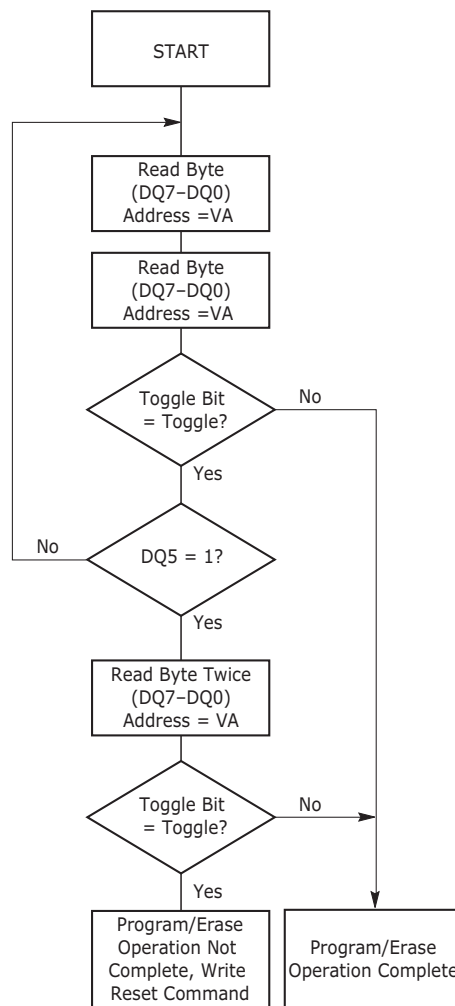 START
Read Byte
(DQ7–DQ0)
Address =VA
Read Byte
(DQ7–DQ0)
Address =VA
Toggle Bit
= Toggle?
No
Yes
No
DQ5 = 1?
Yes
Read Byte Twice
(DQ7–DQ0)
Address = VA
Toggle Bit
= Toggle?
No
Yes
Program/Erase
Operation Not
Complete, Write
Reset Command
Program/Erase
Operation Complete